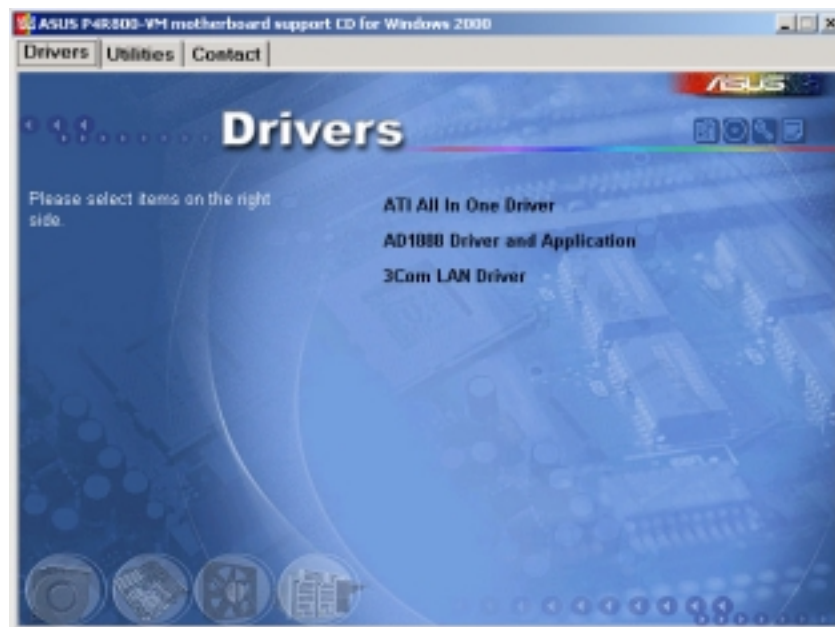 ASUS P4R800-VM motherboard support CD for Windows 2000
Drivers Utilities Contact
ASUS
Drivers
Please select items on the right
side.
ATI All In One Driver
AD1888 Driver and Application
3Com LAN Driver